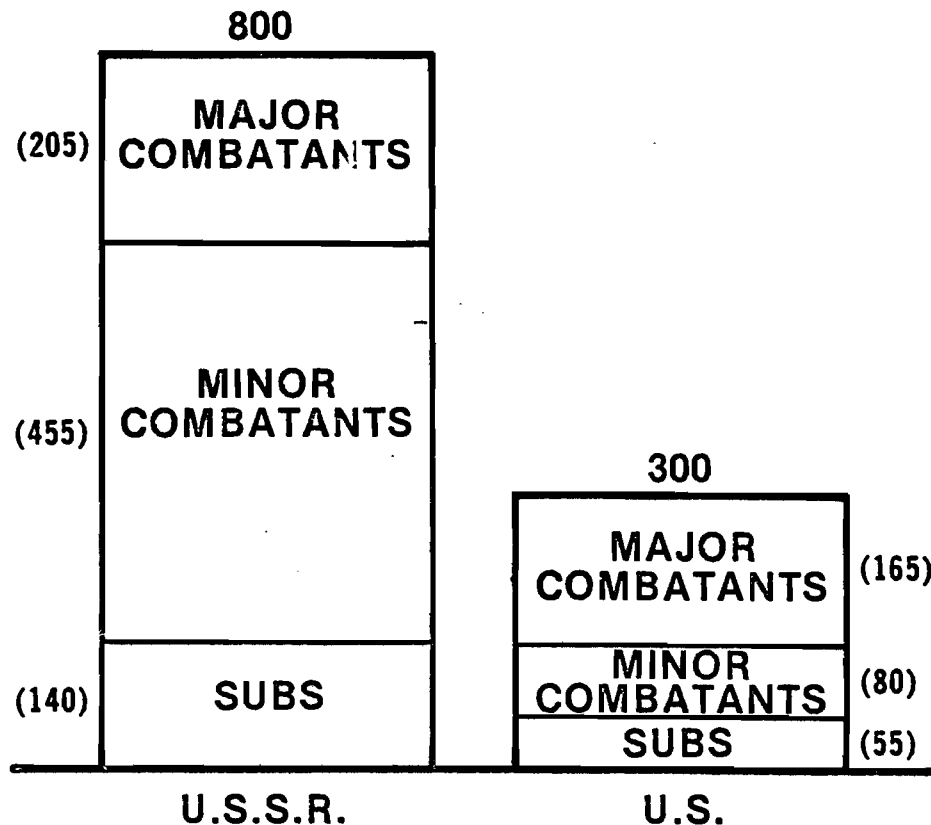 800
(205)
MAJOR
COMBATANTS
(455)
MINOR
COMBATANTS
(140)
SUBS
U.S.S.R.
300
MAJOR
COMBATANTS
(165)
MINOR
COMBATANTS
(80)
SUBS
(55)
U.S.